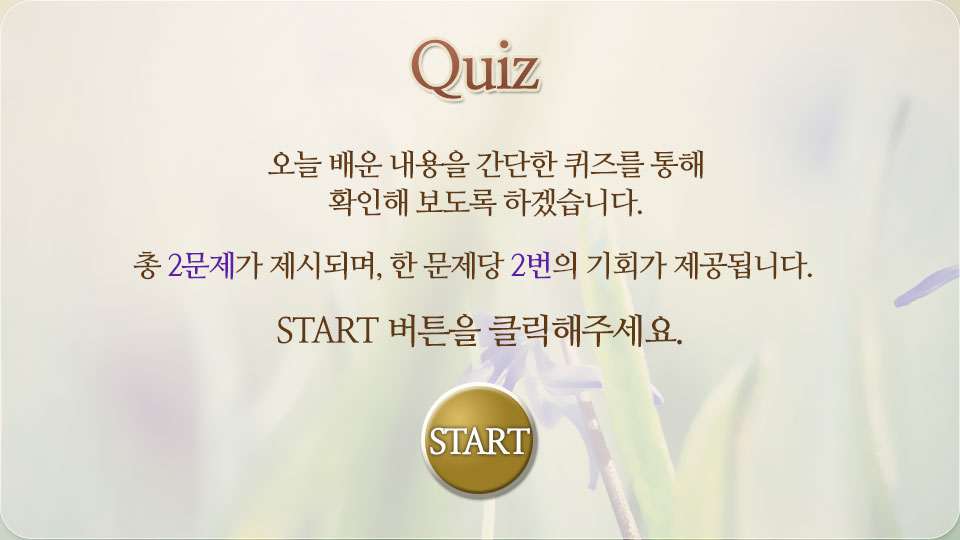 Quiz
오늘 배운 내용을 간단한 퀴즈를 통해
확인해 보도록 하겠습니다.
총 2문제가 제시되며, 한 문제당 2번의 기회가 제공됩니다.
START 버튼을 클릭해주세요.
START